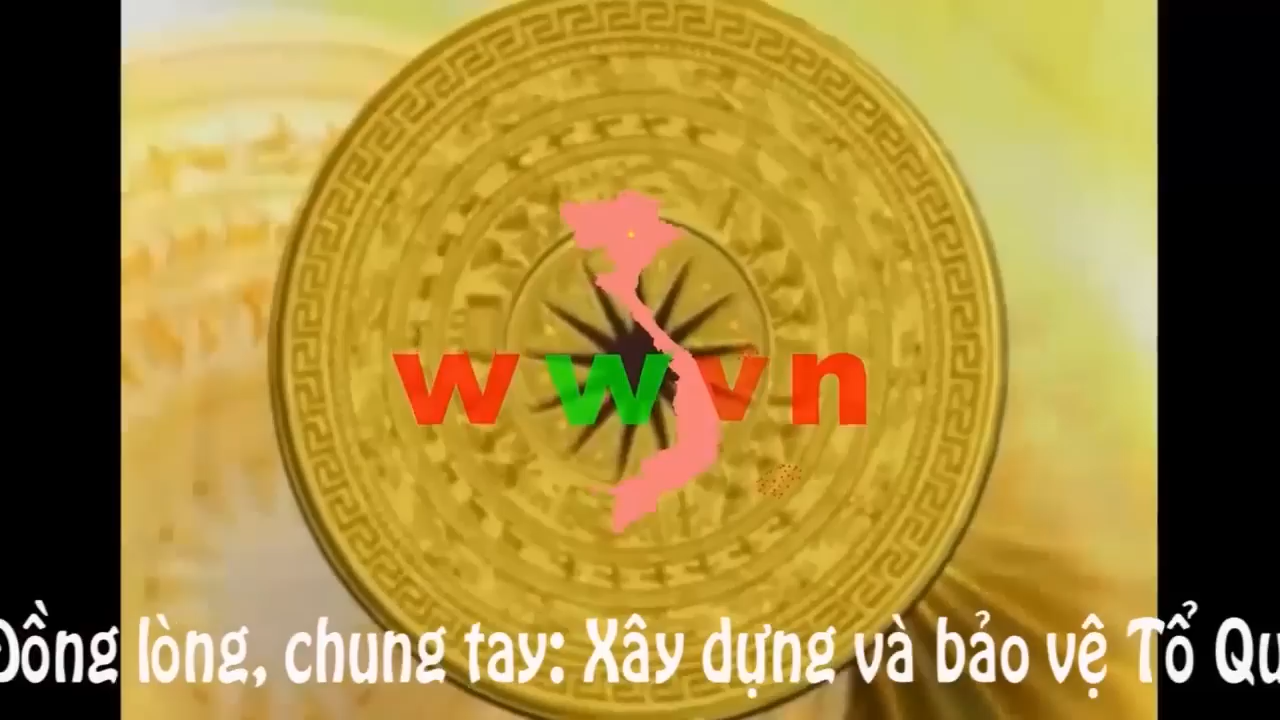 wwvn
Đồng lòng, chung tay: Xây dựng và bảo vệ Tổ Qu